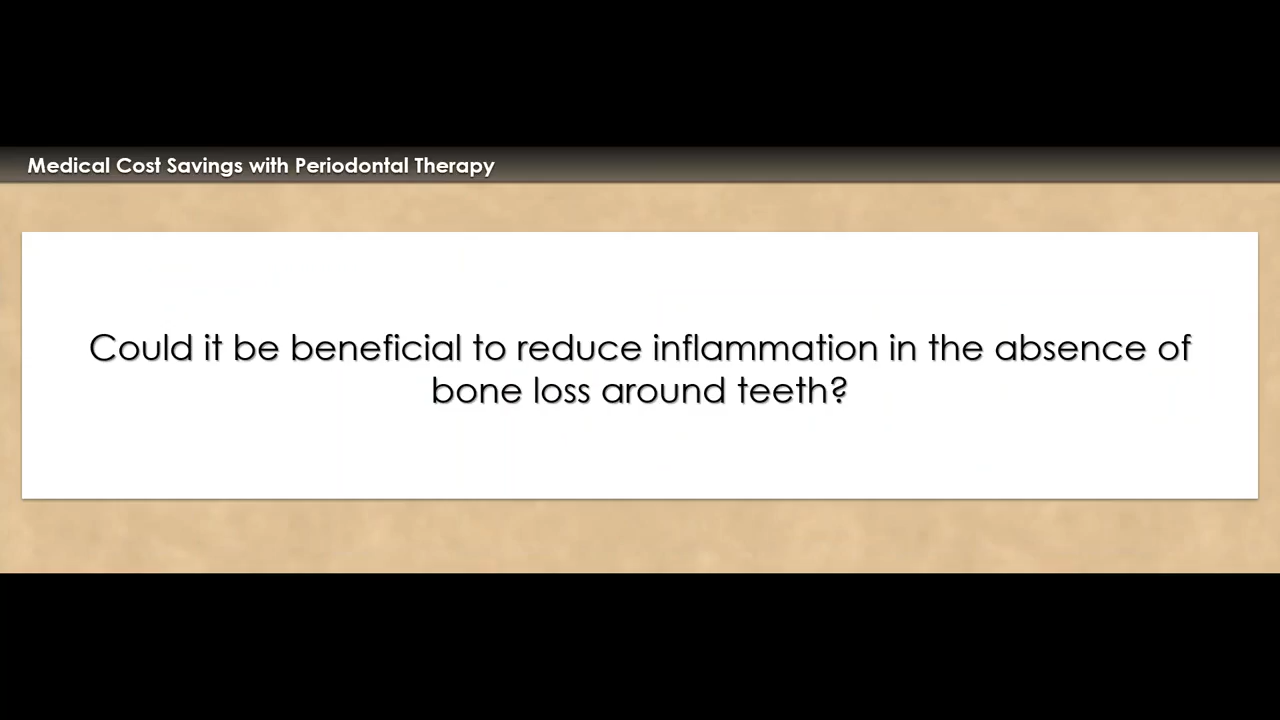 Medical Cost Savings with Periodontal Therapy
Could it be beneficial to reduce inflammation in the absence of
bone loss around teeth?